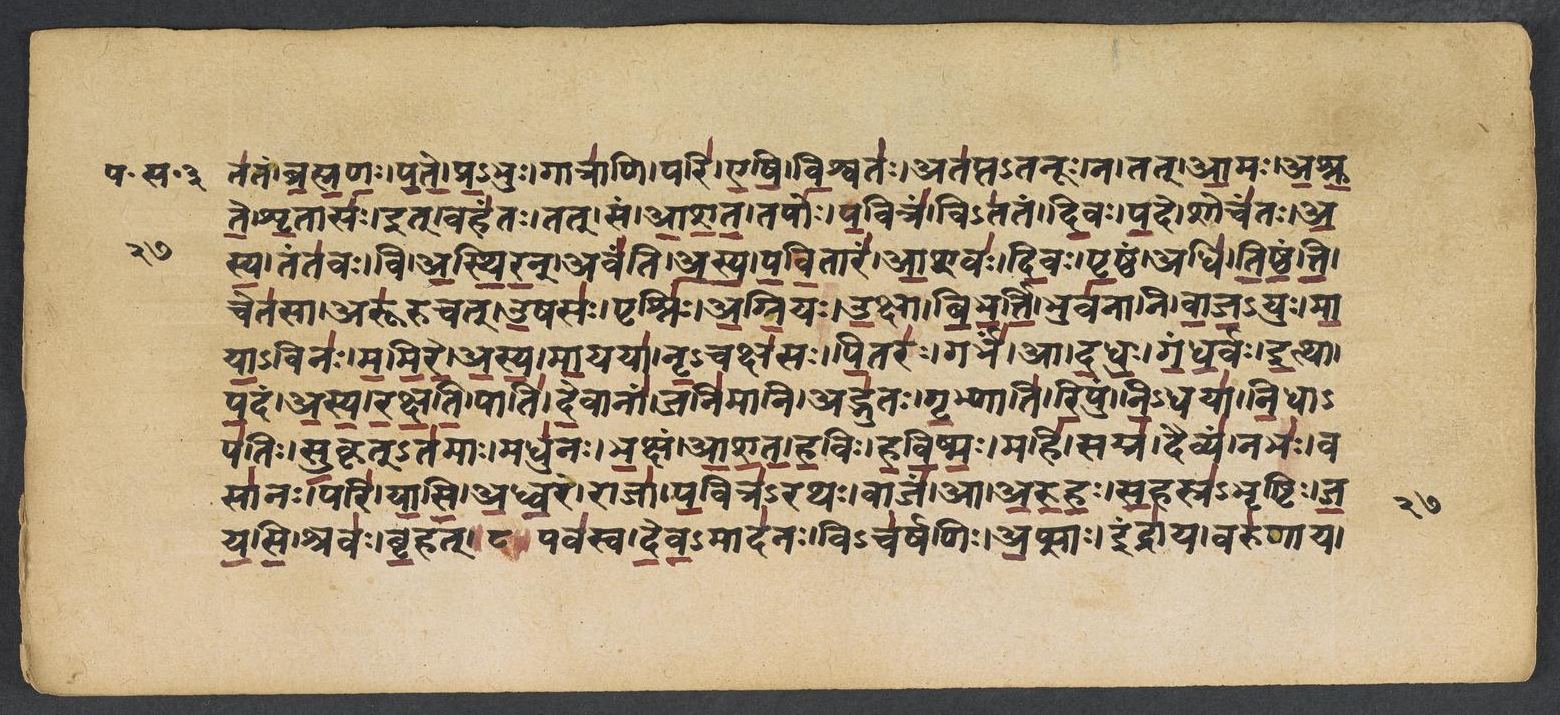 प॰ स॰ ३ ततं।ब्रह्मणः।पते।प्रऽभुः।गात्राणि।परि।एषि।विश्वतः।अतप्तऽतनूः।न।तत्।आमः।अश्नु
ते।शृतासः।इत्।वहंतः।तत्।सं।आशत।तपोः।पवित्रं।विऽततं।दिवः।पदे।शोचंतः।अ
२७
स्य।तंतवः।वि।अस्थिरन्।अवंति।अस्य।पवितारं।आशवः।दिवः।पृष्ठं।अधि।तिष्ठंति।
चेतसा।अरूरुचत्।उषसः।पृश्निः।अग्रियः।उक्षा।बिभर्त्ति।भुवनानि।वाजऽयुः।मा
याऽविनः।ममिरे।अस्य।मायया।नृऽचक्षसः।पितरः।गर्भं।आ।दधुः।गंधर्वः।इत्था।
पदं।अस्य।रक्षति।पाति।देवानां।जनिमानि।अद्भुतः।गृभ्णाति।रिपुं।निऽधया।निधाऽ
पतिः।सुकृत्ऽतमाः।मधुनः।भक्षं।आशत।हविः।हविष्मः।महि।सद्म।दैव्यं।नभः।व
सानः।परि।यासि।अध्वरं।राजा।पवित्रऽरथः।वाजं।आ।अरुहः।सहस्रऽभृष्टिः।ज
२७
यसि।श्रवः।बृहत्। ८ पवस्व।देवऽमादनः।विऽचर्षणिः।अप्साः।इंद्राय।वरुणाय।